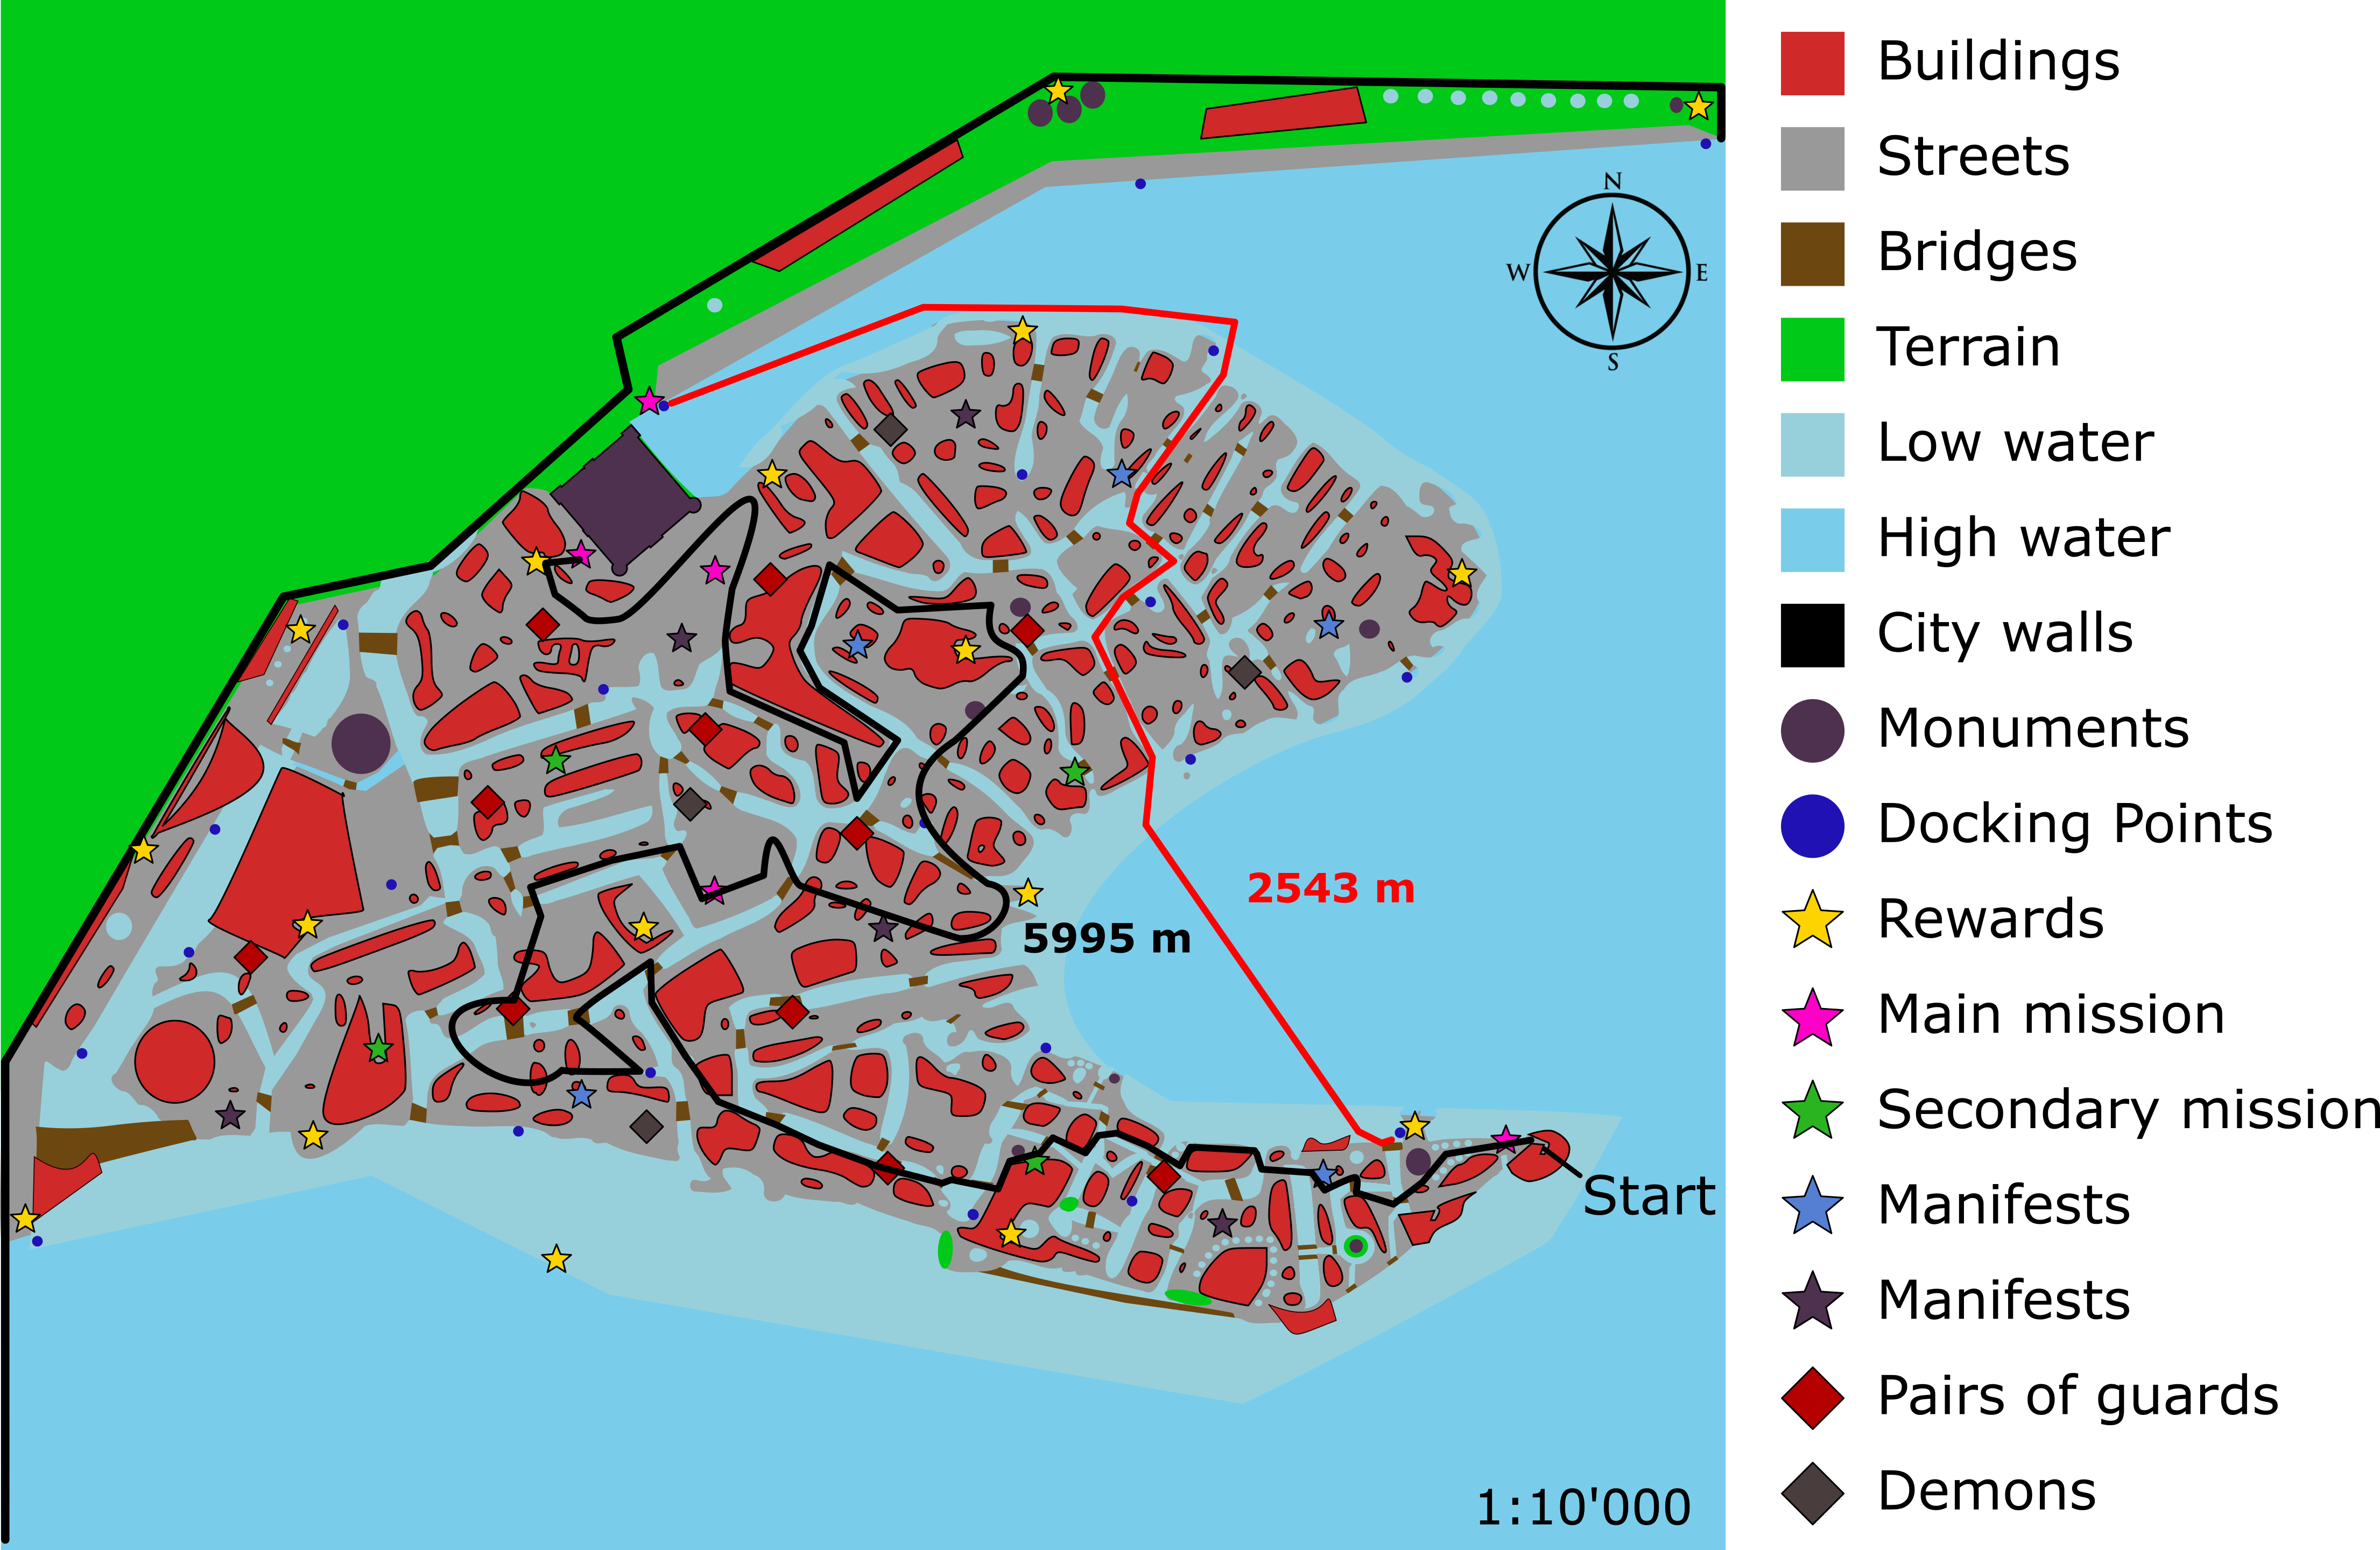 Buildings
Streets
Bridges
Terrain
Low water
High water
City walls
Monuments
Docking Points
Rewards
Main mission
Secondary mission
Manifests
Manifests
Pairs of guards
Demons
N
W E
S
2543 m
5995 m
Start
1:10'000